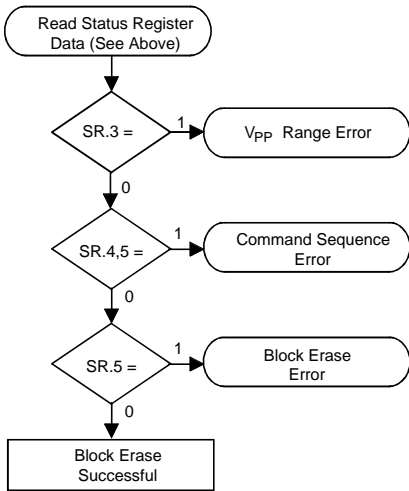 Read Status Register
Data (See Above)
SR.3 =
1
VPP Range Error
0
SR.4,5 =
1
Command Sequence
Error
0
SR.5 =
1
Block Erase
Error
0
Block Erase
Successful